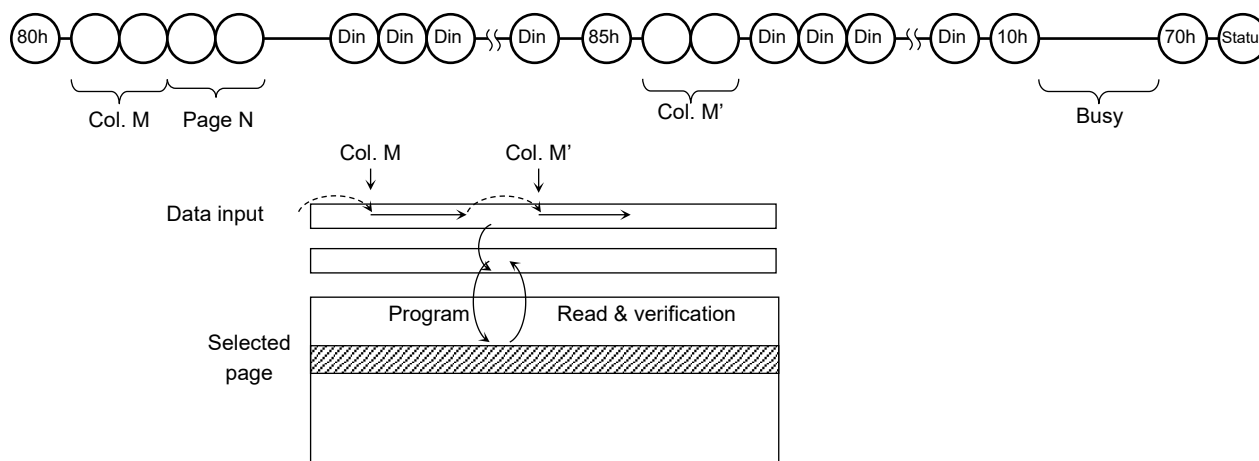 80h Din Din Din Din 85h Din Din Din Din 10h 70h Statu
Col. M Page N Col. M’ Busy
Col. M Col. M’
Data input
Program Read & verification
Selected
page